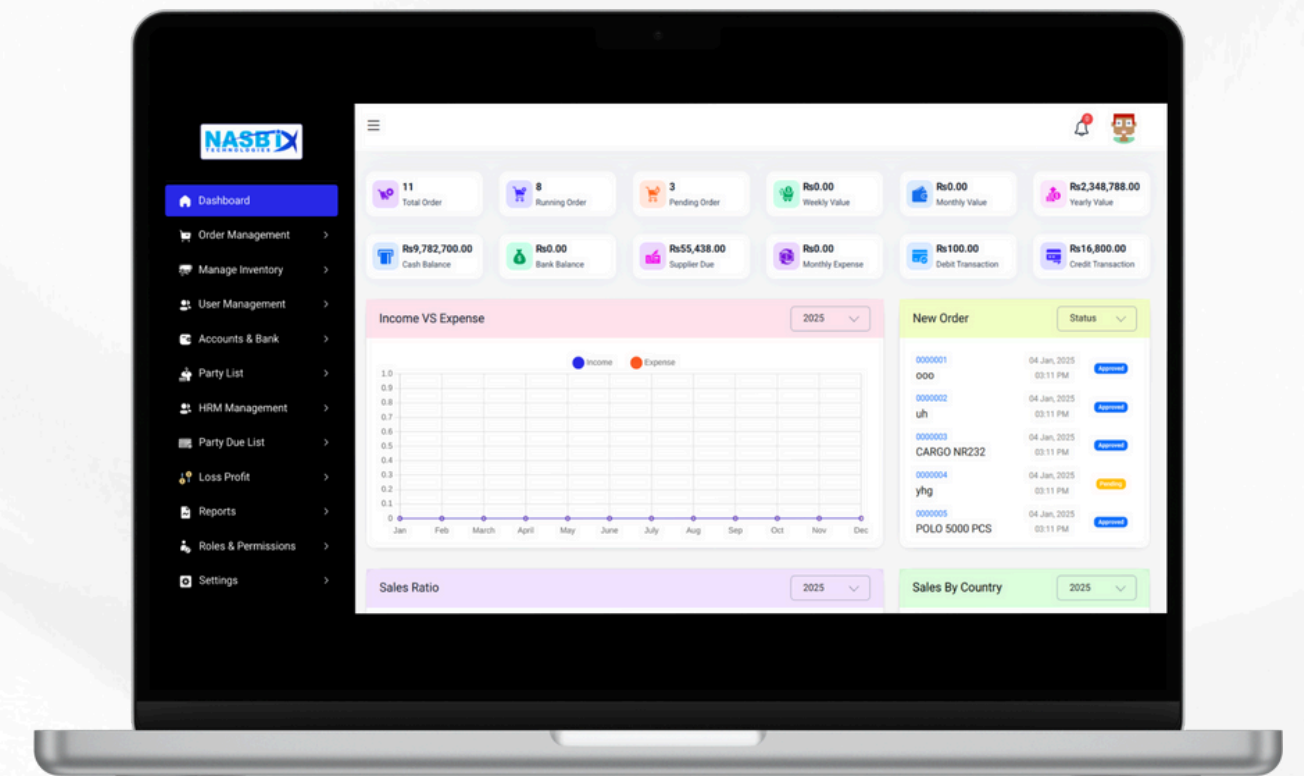 NASBIX
TECHNOLOGIES
Dashboard
Order Management
Manage Inventory
User Management
Accounts & Bank
Party List
HRM Management
Party Due List
Loss Profit
Reports
Roles & Permissions
Settings
11
Total Order
8
Running Order
3
Pending Order
Rs0.00
Weekly Value
Rs0.00
Monthly Value
Rs2,348,788.00
Yearly Value
Rs9,782,700.00
Cash Balance
Rs0.00
Bank Balance
Rs55,438.00
Supplier Due
Rs0.00
Monthly Expense
Rs100.00
Debit Transaction
Rs16,800.00
Credit Transaction
Income VS Expense
2025
Income Expense
1.0
0.9
0.8
0.7
0.6
0.5
0.4
0.3
0.2
0.1
0
Jan Feb March April May June July Aug Sep Oct Nov Dec
New Order
Status
0000001 04 Jan, 2025
ooo 03:11 PM Approved
0000002 04 Jan, 2025
uh 03:11 PM Approved
0000003 04 Jan, 2025
CARGO NR232 03:11 PM Approved
0000004 04 Jan, 2025
yhg 03:11 PM Pending
0000005 04 Jan, 2025
POLO 5000 PCS 03:11 PM Approved
Sales Ratio
2025
Sales By Country
2025